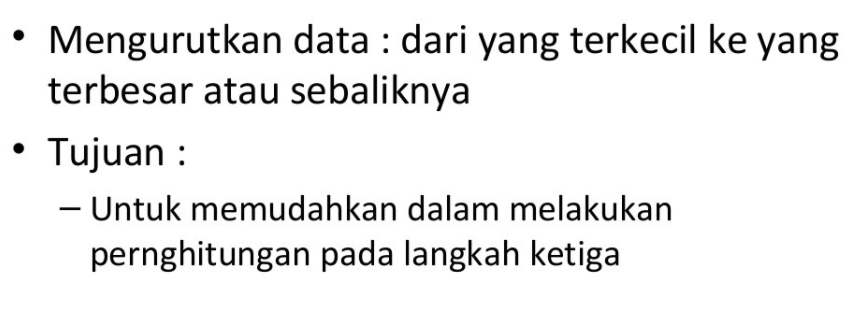 • Mengurutkan data : dari yang terkecil ke yang
terbesar atau sebaliknya
• Tujuan :
– Untuk memudahkan dalam melakukan
pernghitungan pada langkah ketiga